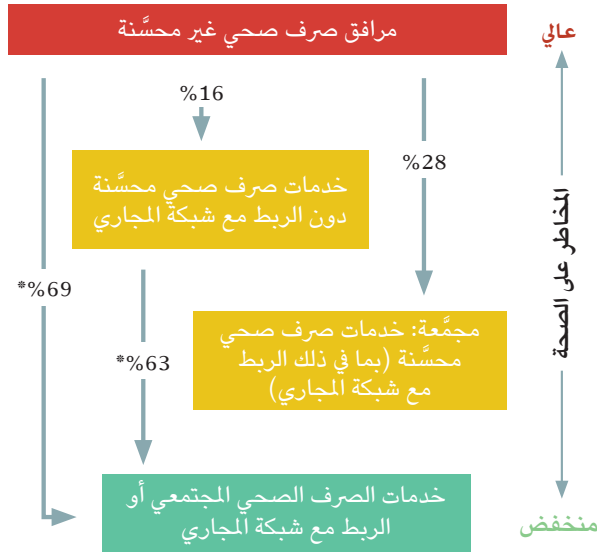 مرافق صرف صحي غير محسَّنة
عالي
%16
%28
خدمات صرف صحي محسَّنة
دون الربط مع شبكة المجاري
المخاطر على الصحة
*%69
مجمَّعة: خدمات صرف صحي
محسَّنة (بما في ذلك الربط
مع شبكة المجاري)
*%63
خدمات الصرف الصحي المجتمعي أو
الربط مع شبكة المجاري
منخفض